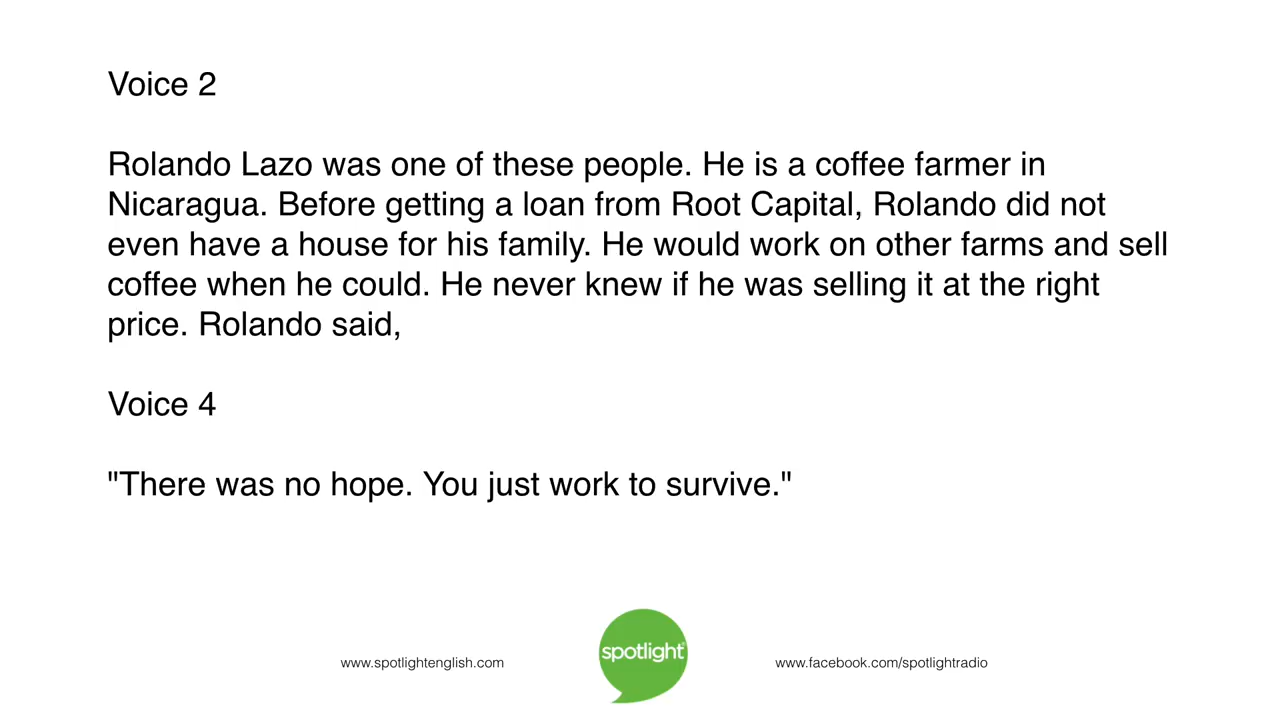 Voice 2
Rolando Lazo was one of these people. He is a coffee farmer in
Nicaragua. Before getting a loan from Root Capital, Rolando did not
even have a house for his family. He would work on other farms and sell
coffee when he could. He never knew if he was selling it at the right
price. Rolando said,
Voice 4
"There was no hope. You just work to survive."
www.spotlightenglish.com
spotlight
www.facebook.com/spotlightradio